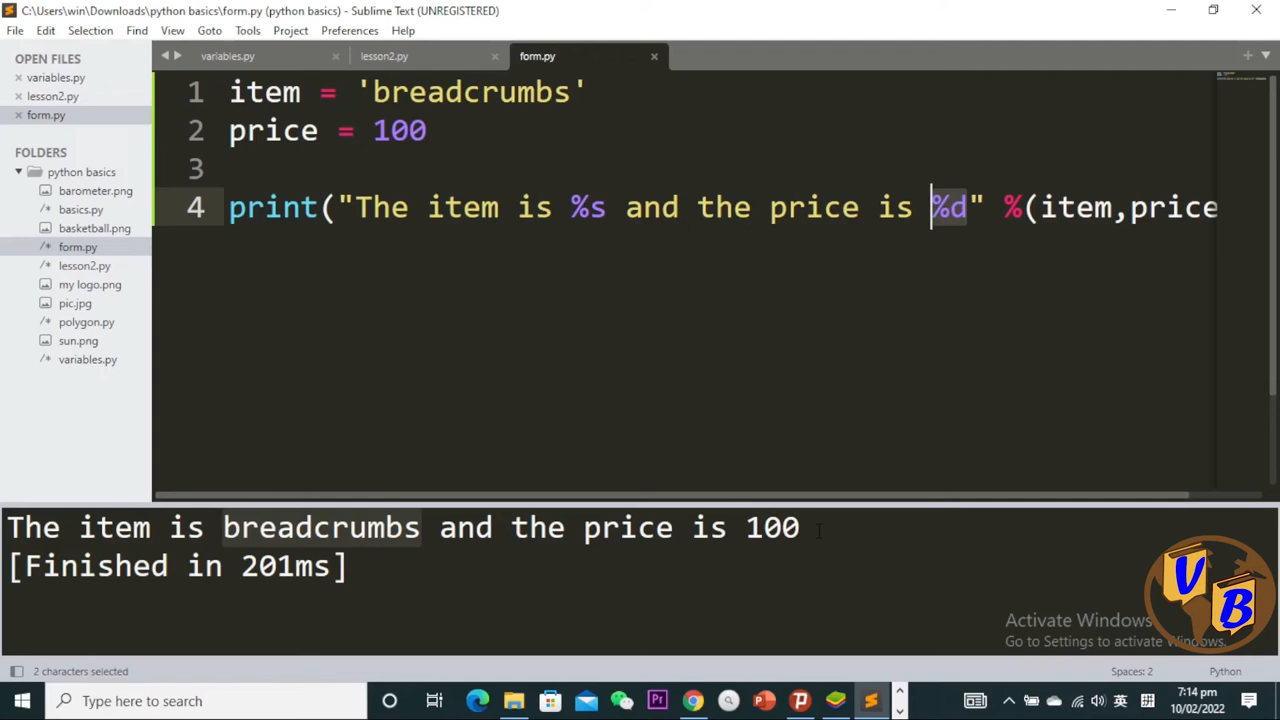 C:\Users\win\Downloads\python basics\form.py (python basics) - Sublime Text (UNREGISTERED)
File Edit Selection Find View Goto Tools Project Preferences Help
OPEN FILES
× variables.py
× lesson2.py
× form.py
FOLDERS
python basics
barometer.png
/* basics.py
basketball.png
/* form.py
/* lesson2.py
my logo.png
pic.jpg
/* polygon.py
sun.png
/* variables.py
variables.py × lesson2.py × form.py ×
1 item = 'breadcrumbs'
2 price = 100
3
4 print("The item is %s and the price is %d" %(item,price
The item is breadcrumbs and the price is 100
[Finished in 201ms]
VB
Activate Windows
Go to Settings to activate Windows.
2 characters selected
Spaces: 2
Python
Type here to search
Pr
英
拼
7:14 pm
10/02/2022